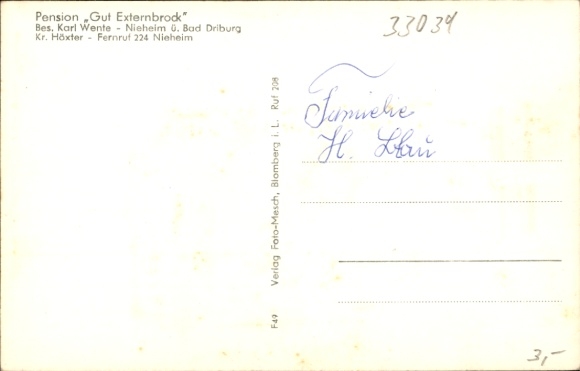 Pension „Gut Externbrock"
Bes. Karl Wente - Nieheim ü. Bad Driburg
Kr. Höxter - Fernruf 224 Nieheim
33034
Verlag Foto-Mesch, Blomberg i. L. Ruf 208
F49
Familie
H.
3,-